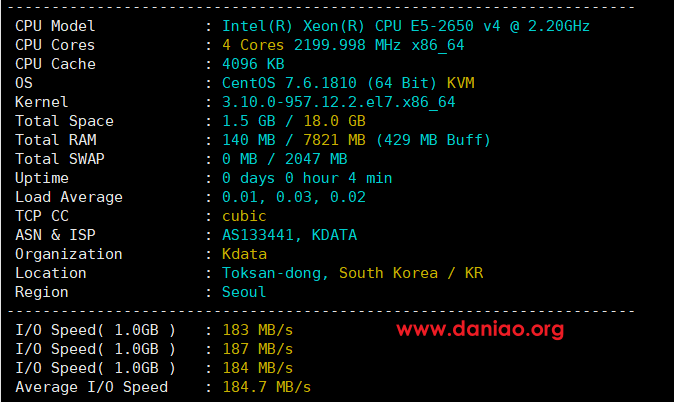 CPU Model : Intel(R) Xeon(R) CPU E5-2650 v4 @ 2.20GHz
CPU Cores : 4 Cores 2199.998 MHz x86_64
CPU Cache : 4096 KB
OS : CentOS 7.6.1810 (64 Bit) KVM
Kernel : 3.10.0-957.12.2.el7.x86_64
Total Space : 1.5 GB / 18.0 GB
Total RAM : 140 MB / 7821 MB (429 MB Buff)
Total SWAP : 0 MB / 2047 MB
Uptime : 0 days 0 hour 4 min
Load Average : 0.01, 0.03, 0.02
TCP CC : cubic
ASN & ISP : AS133441, KDATA
Organization : Kdata
Location : Toksan-dong, South Korea / KR
Region : Seoul
I/O Speed( 1.0GB ) : 183 MB/s
www.daniao.org
I/O Speed( 1.0GB ) : 187 MB/s
I/O Speed( 1.0GB ) : 184 MB/s
Average I/O Speed : 184.7 MB/s